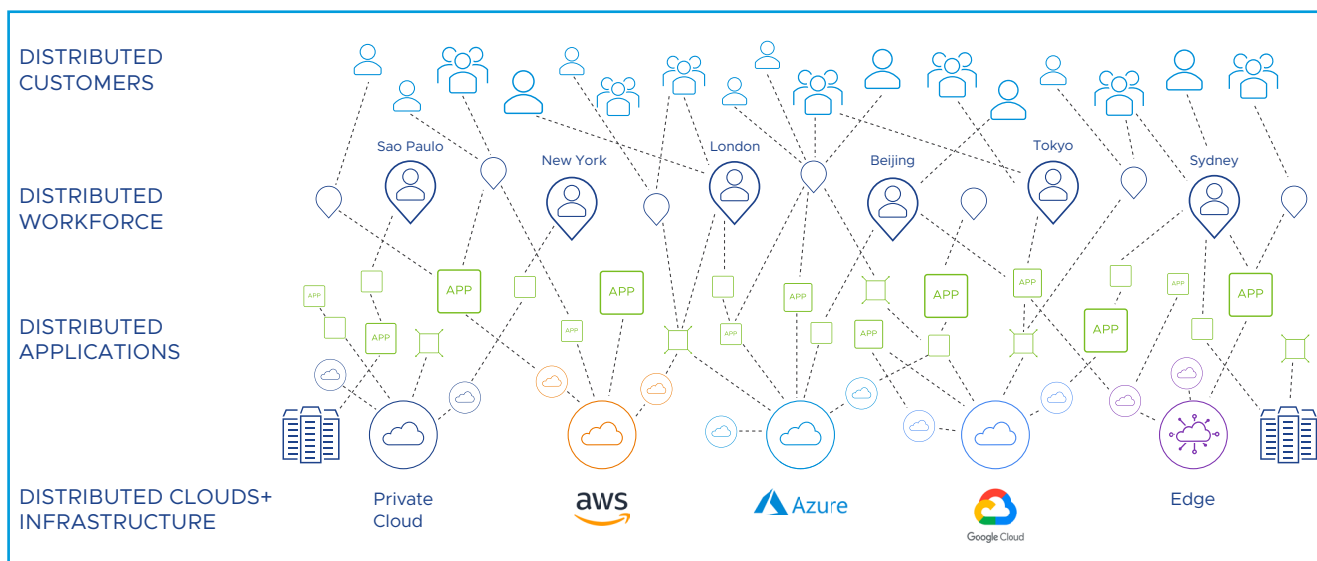 DISTRIBUTED
CUSTOMERS
Sao Paulo
New York
London
Beijing
Tokyo
Sydney
DISTRIBUTED
WORKFORCE
APP
APP
APP
APP
APP
APP
APP
APP
APP
APP
APP
APP
APP
APP
DISTRIBUTED
APPLICATIONS
DISTRIBUTED CLOUDS+
INFRASTRUCTURE
Private
Cloud
aws
Azure
Google Cloud
Edge